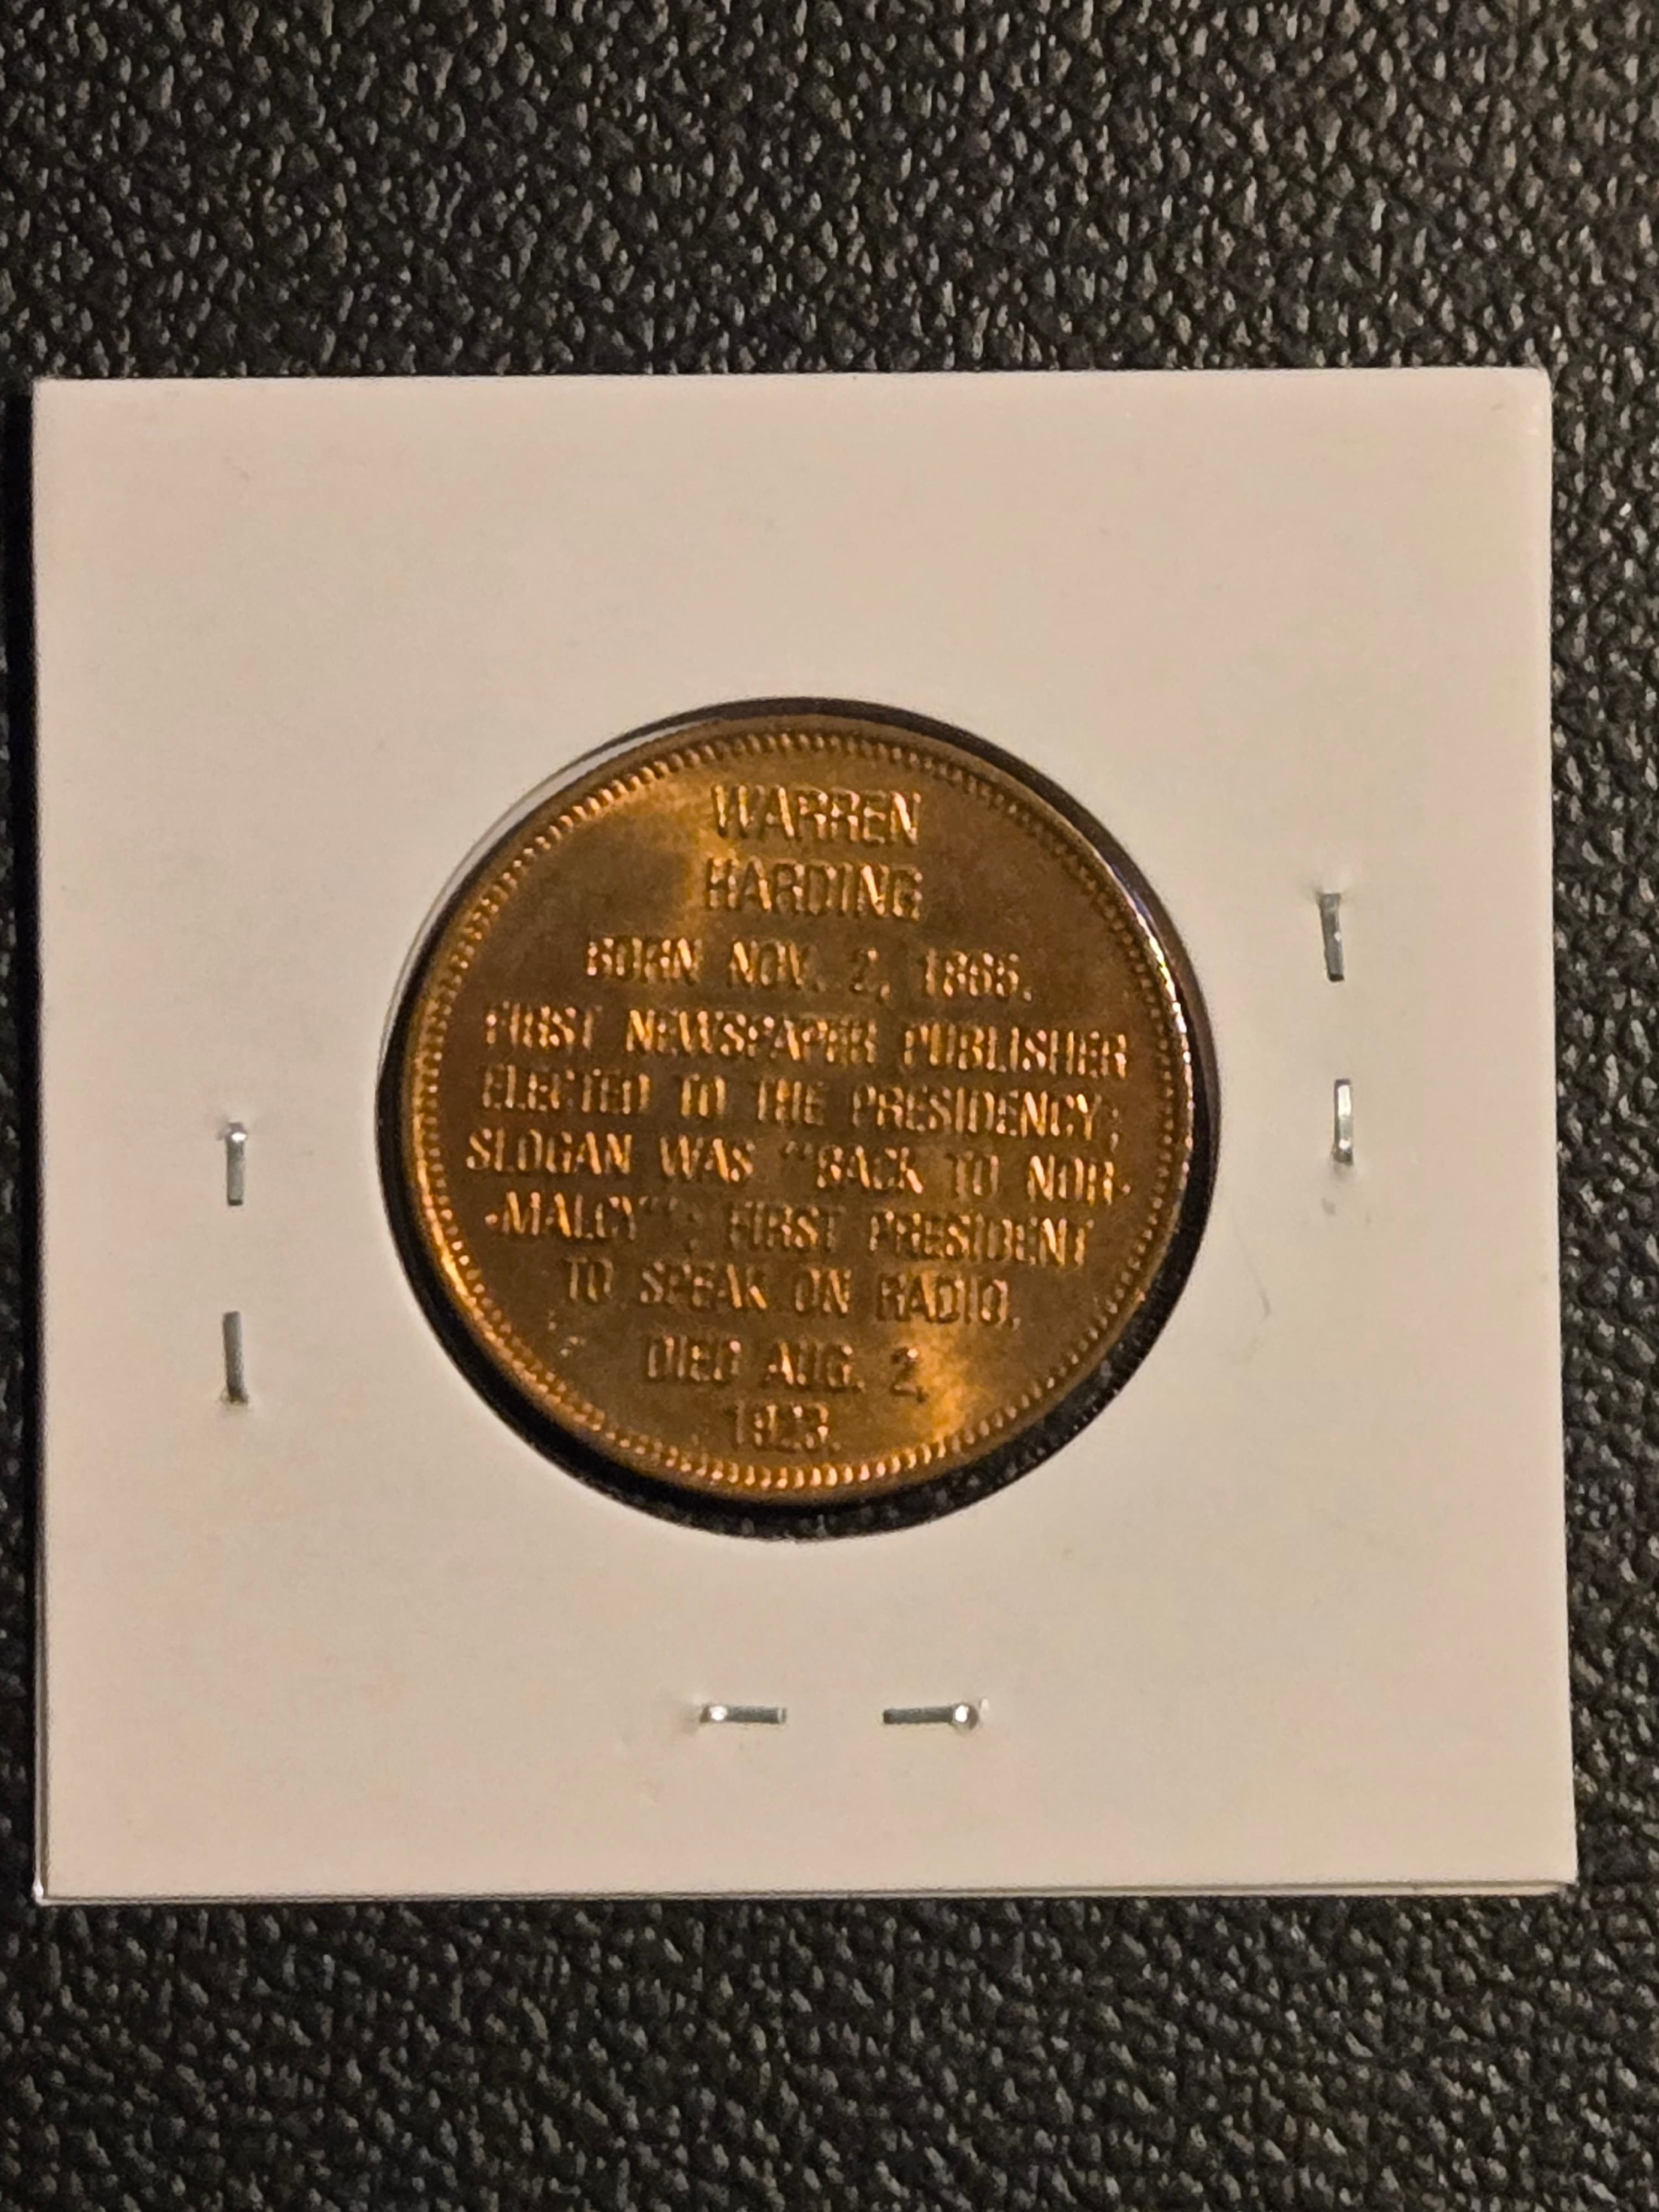 WARREN
HARDING
BORN NOV. 2, 1865.
FIRST NEWSPAPER PUBLISHER
ELECTED TO THE PRESIDENCY;
SLOGAN WAS "BACK TO NOR-
-MALCY"; FIRST PRESIDENT
TO SPEAK ON RADIO.
DIED AUG. 2,
1923.